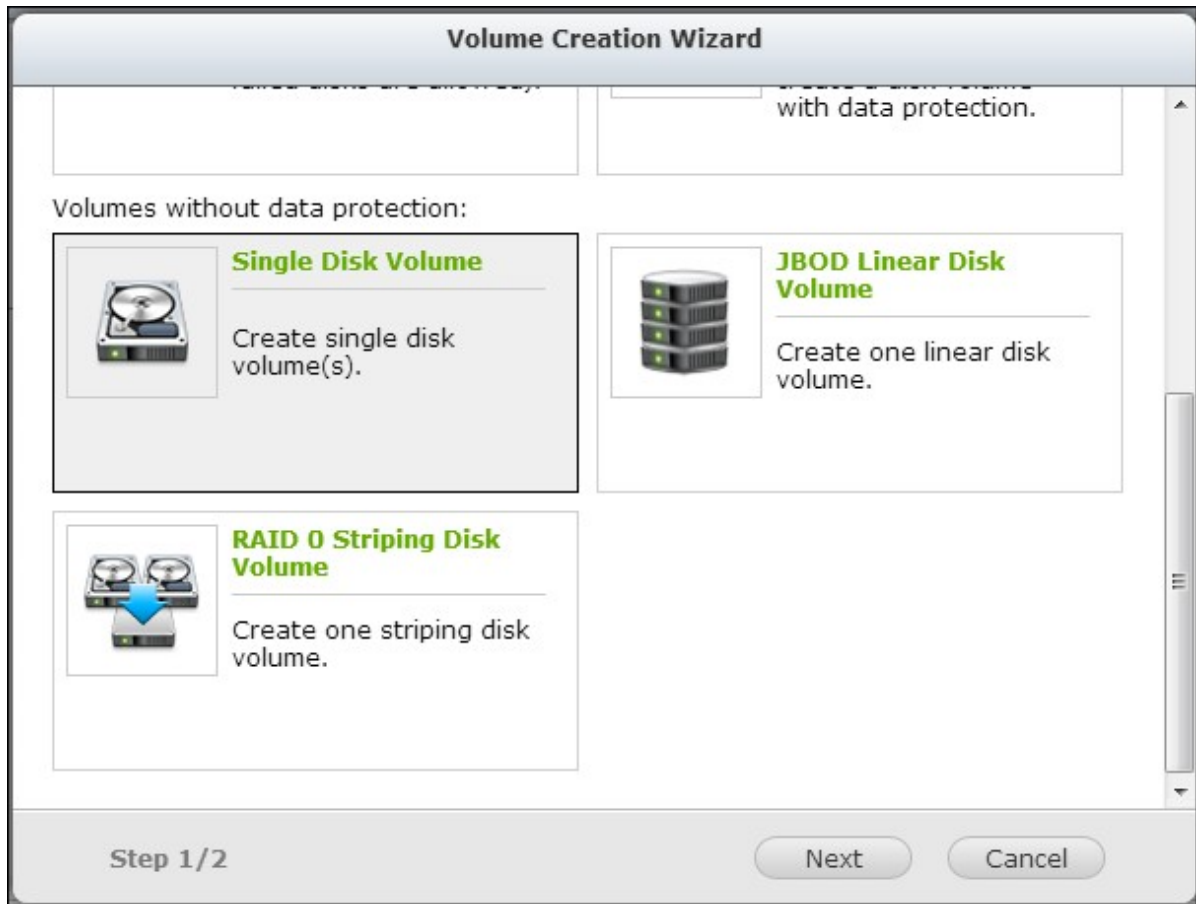 Volume Creation Wizard
with data protection.
Volumes without data protection:
Single Disk Volume
Create single disk
volume(s).
JBOD Linear Disk
Volume
Create one linear disk
volume.
RAID 0 Striping Disk
Volume
Create one striping disk
volume.
Step 1/2
Next
Cancel